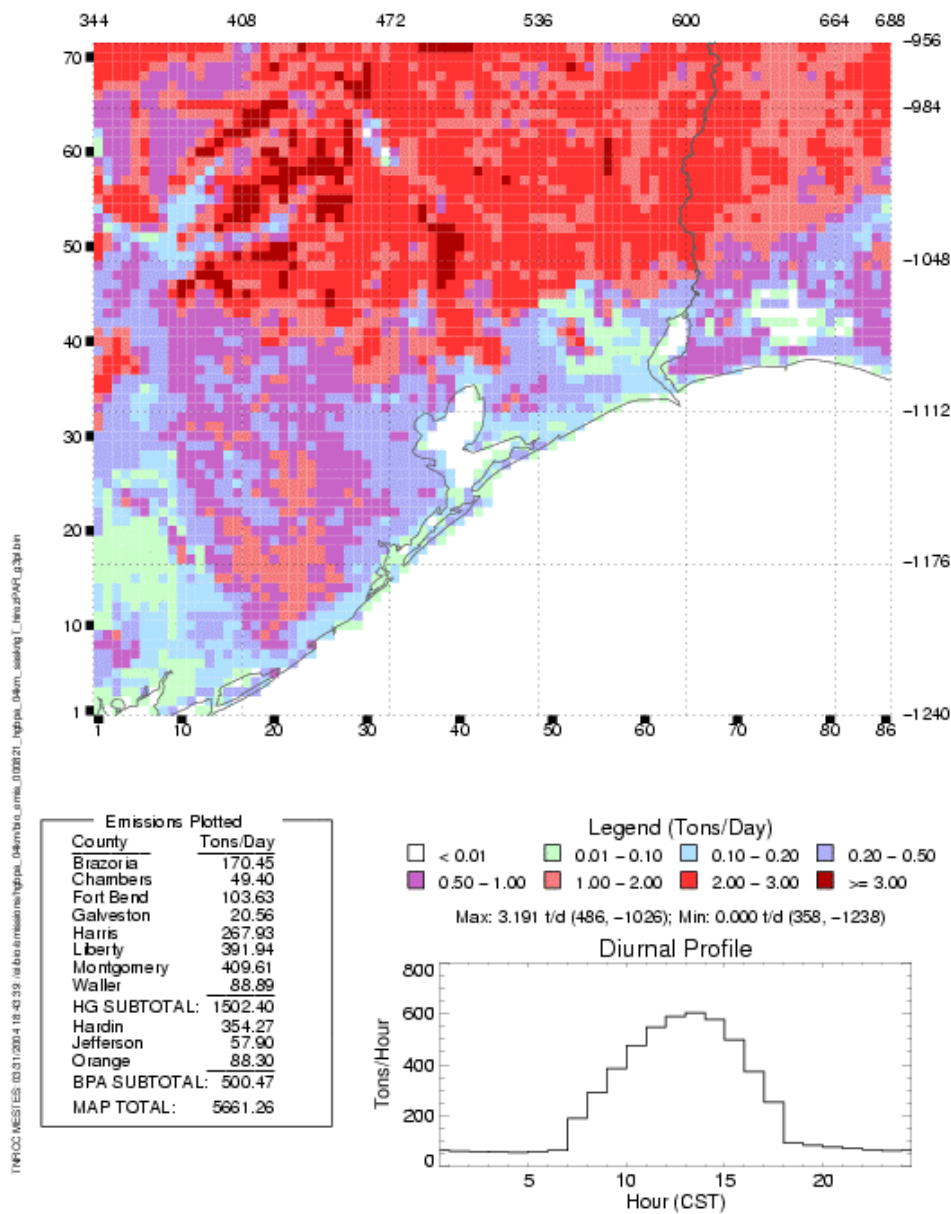 344 408 472 536 600 664 688
70 -956
-984
60
50 -1048
40
-1112
30
20
-1176
10
1 -1240
1 10 20 30 40 50 60 70 80 86
Emissions Plotted
County Tons/Day
Brazoria 170.45
Chambers 49.40
Fort Bend 103.63
Galveston 20.56
Harris 267.93
Liberty 391.94
Montgomery 409.61
Waller 88.89
HG SUBTOTAL: 1502.40
Hardin 354.27
Jefferson 57.90
Orange 88.30
BPA SUBTOTAL: 500.47
MAP TOTAL: 5661.26
Legend (Tons/Day)
< 0.01 0.01 - 0.10 0.10 - 0.20 0.20 - 0.50
0.50 - 1.00 1.00 - 2.00 2.00 - 3.00 >= 3.00
Max: 3.191 t/d (486, -1026); Min: 0.000 t/d (358, -1238)
Diurnal Profile
800
600
400
200
0
Tons/Hour
5 10 15 20
Hour (CST)